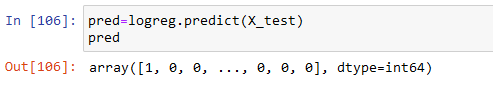 In [106]: pred=logreg.predict(X_test)
pred
Out[106]: array([1, 0, 0, ..., 0, 0, 0], dtype=int64)